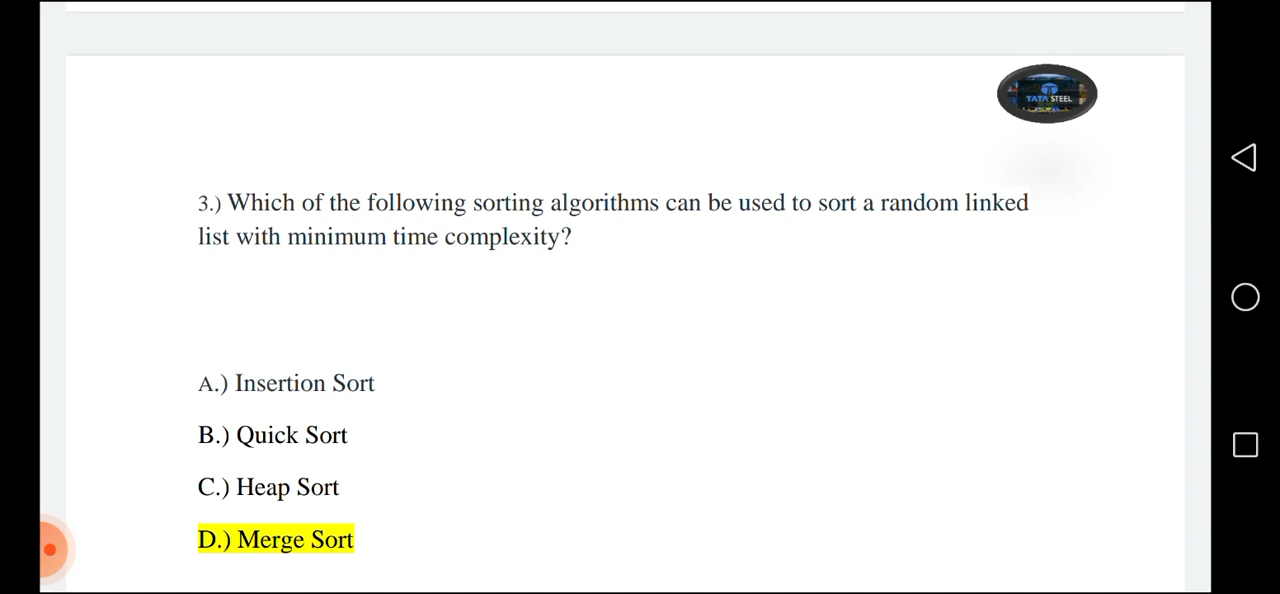 TATA STEEL
3.) Which of the following sorting algorithms can be used to sort a random linked
list with minimum time complexity?
A.) Insertion Sort
B.) Quick Sort
C.) Heap Sort
D.) Merge Sort